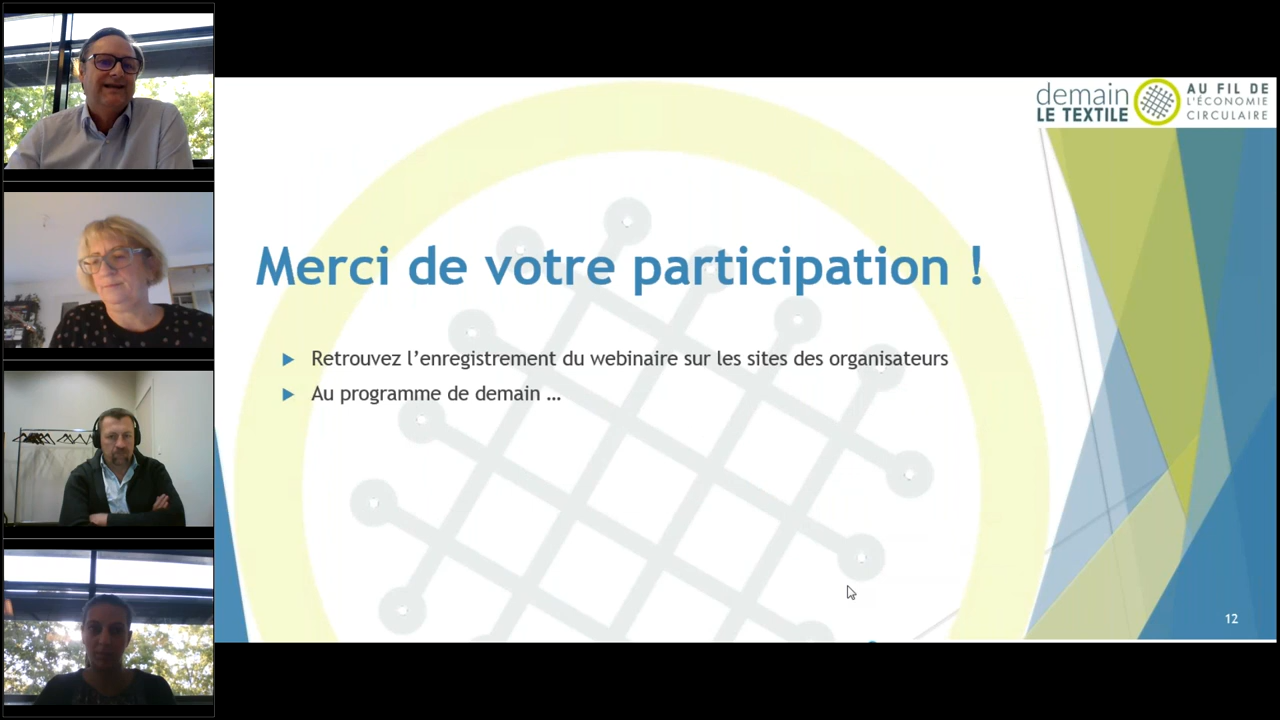 demain
LE TEXTILE
AU FIL DE
L'ÉCONOMIE
CIRCULAIRE
Merci de votre participation !
Retrouvez l’enregistrement du webinaire sur les sites des organisateurs
Au programme de demain …
12